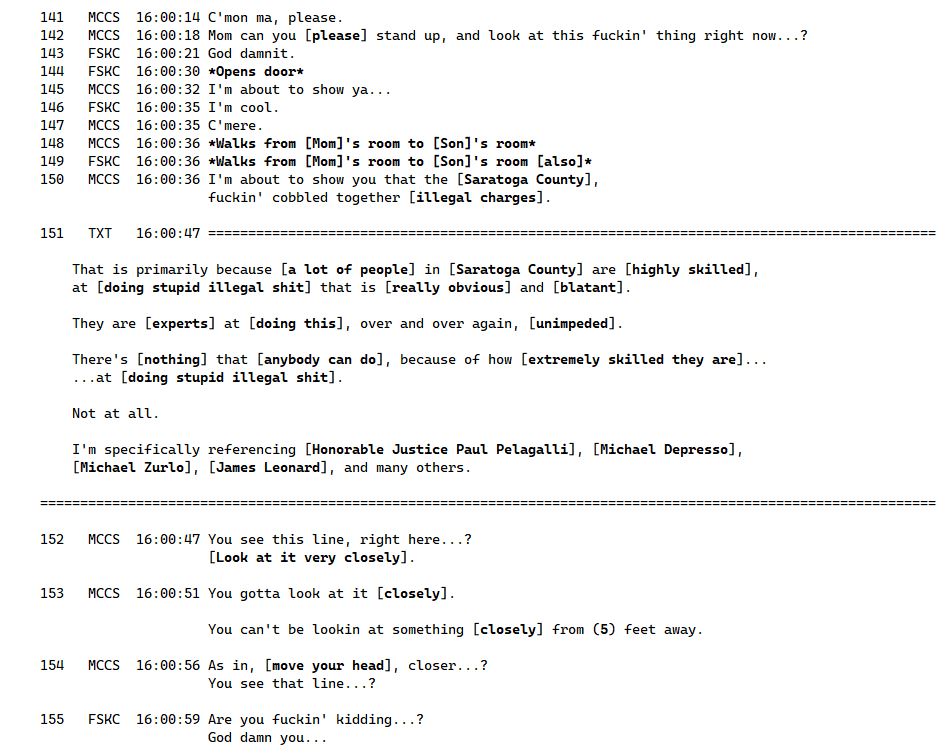 141 MCCS 16:00:14 C'mon ma, please.
142 MCCS 16:00:18 Mom can you [please] stand up, and look at this fuckin' thing right now...?
143 FSKC 16:00:21 God damnit.
144 FSKC 16:00:30 *Opens door*
145 MCCS 16:00:32 I'm about to show ya...
146 FSKC 16:00:35 I'm cool.
147 MCCS 16:00:35 C'mere.
148 MCCS 16:00:36 *Walks from [Mom]'s room to [Son]'s room*
149 FSKC 16:00:36 *Walks from [Mom]'s room to [Son]'s room [also]*
150 MCCS 16:00:36 I'm about to show you that the [Saratoga County],
fuckin' cobbled together [illegal charges].
151 TXT 16:00:47 ===========================================================================================
That is primarily because [a lot of people] in [Saratoga County] are [highly skilled],
at [doing stupid illegal shit] that is [really obvious] and [blatant].
They are [experts] at [doing this], over and over again, [unimpeded].
There's [nothing] that [anybody can do], because of how [extremely skilled they are]...
...at [doing stupid illegal shit].
Not at all.
I'm specifically referencing [Honorable Justice Paul Pelagalli], [Michael Depresso],
[Michael Zurlo], [James Leonard], and many others.
================================================================================================================
152 MCCS 16:00:47 You see this line, right here...?
[Look at it very closely].
153 MCCS 16:00:51 You gotta look at it [closely].
You can't be lookin at something [closely] from (5) feet away.
154 MCCS 16:00:56 As in, [move your head], closer...?
You see that line...?
155 FSKC 16:00:59 Are you fuckin' kidding...?
God damn you...